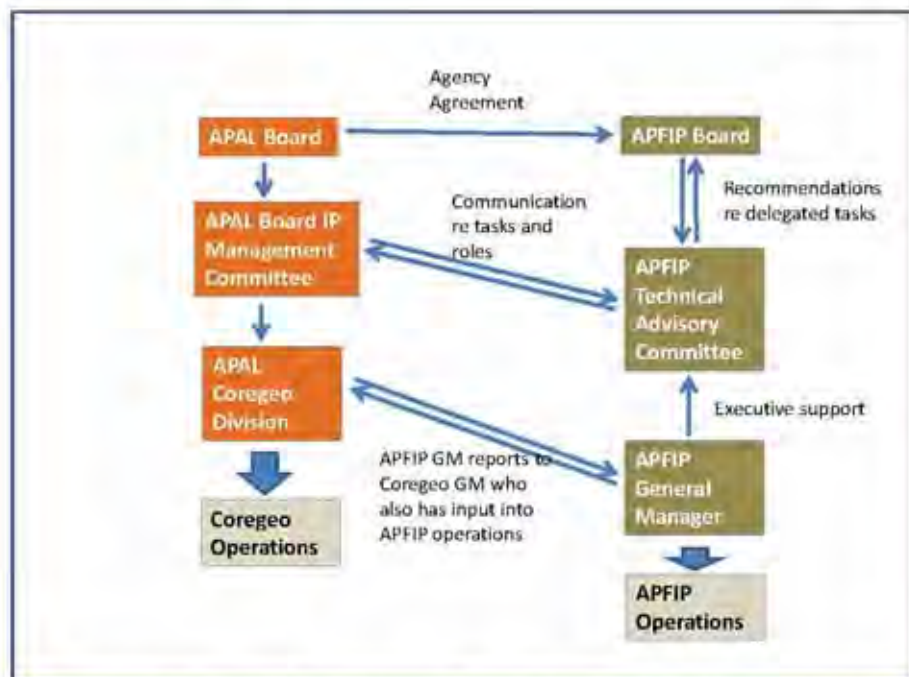 Agency
Agreement
APAL Board
APFIP Board
Communication
re tasks and
roles
Recommendations
re delegated tasks
APAL Board IP
Management
Committee
APFIP
Technical
Advisory
Committee
APAL
Coregeo
Division
Executive support
APFIP GM reports to
Coregeo GM who
also has input into
APFIP operations
APFIP
General
Manager
Coregeo
Operations
APFIP
Operations